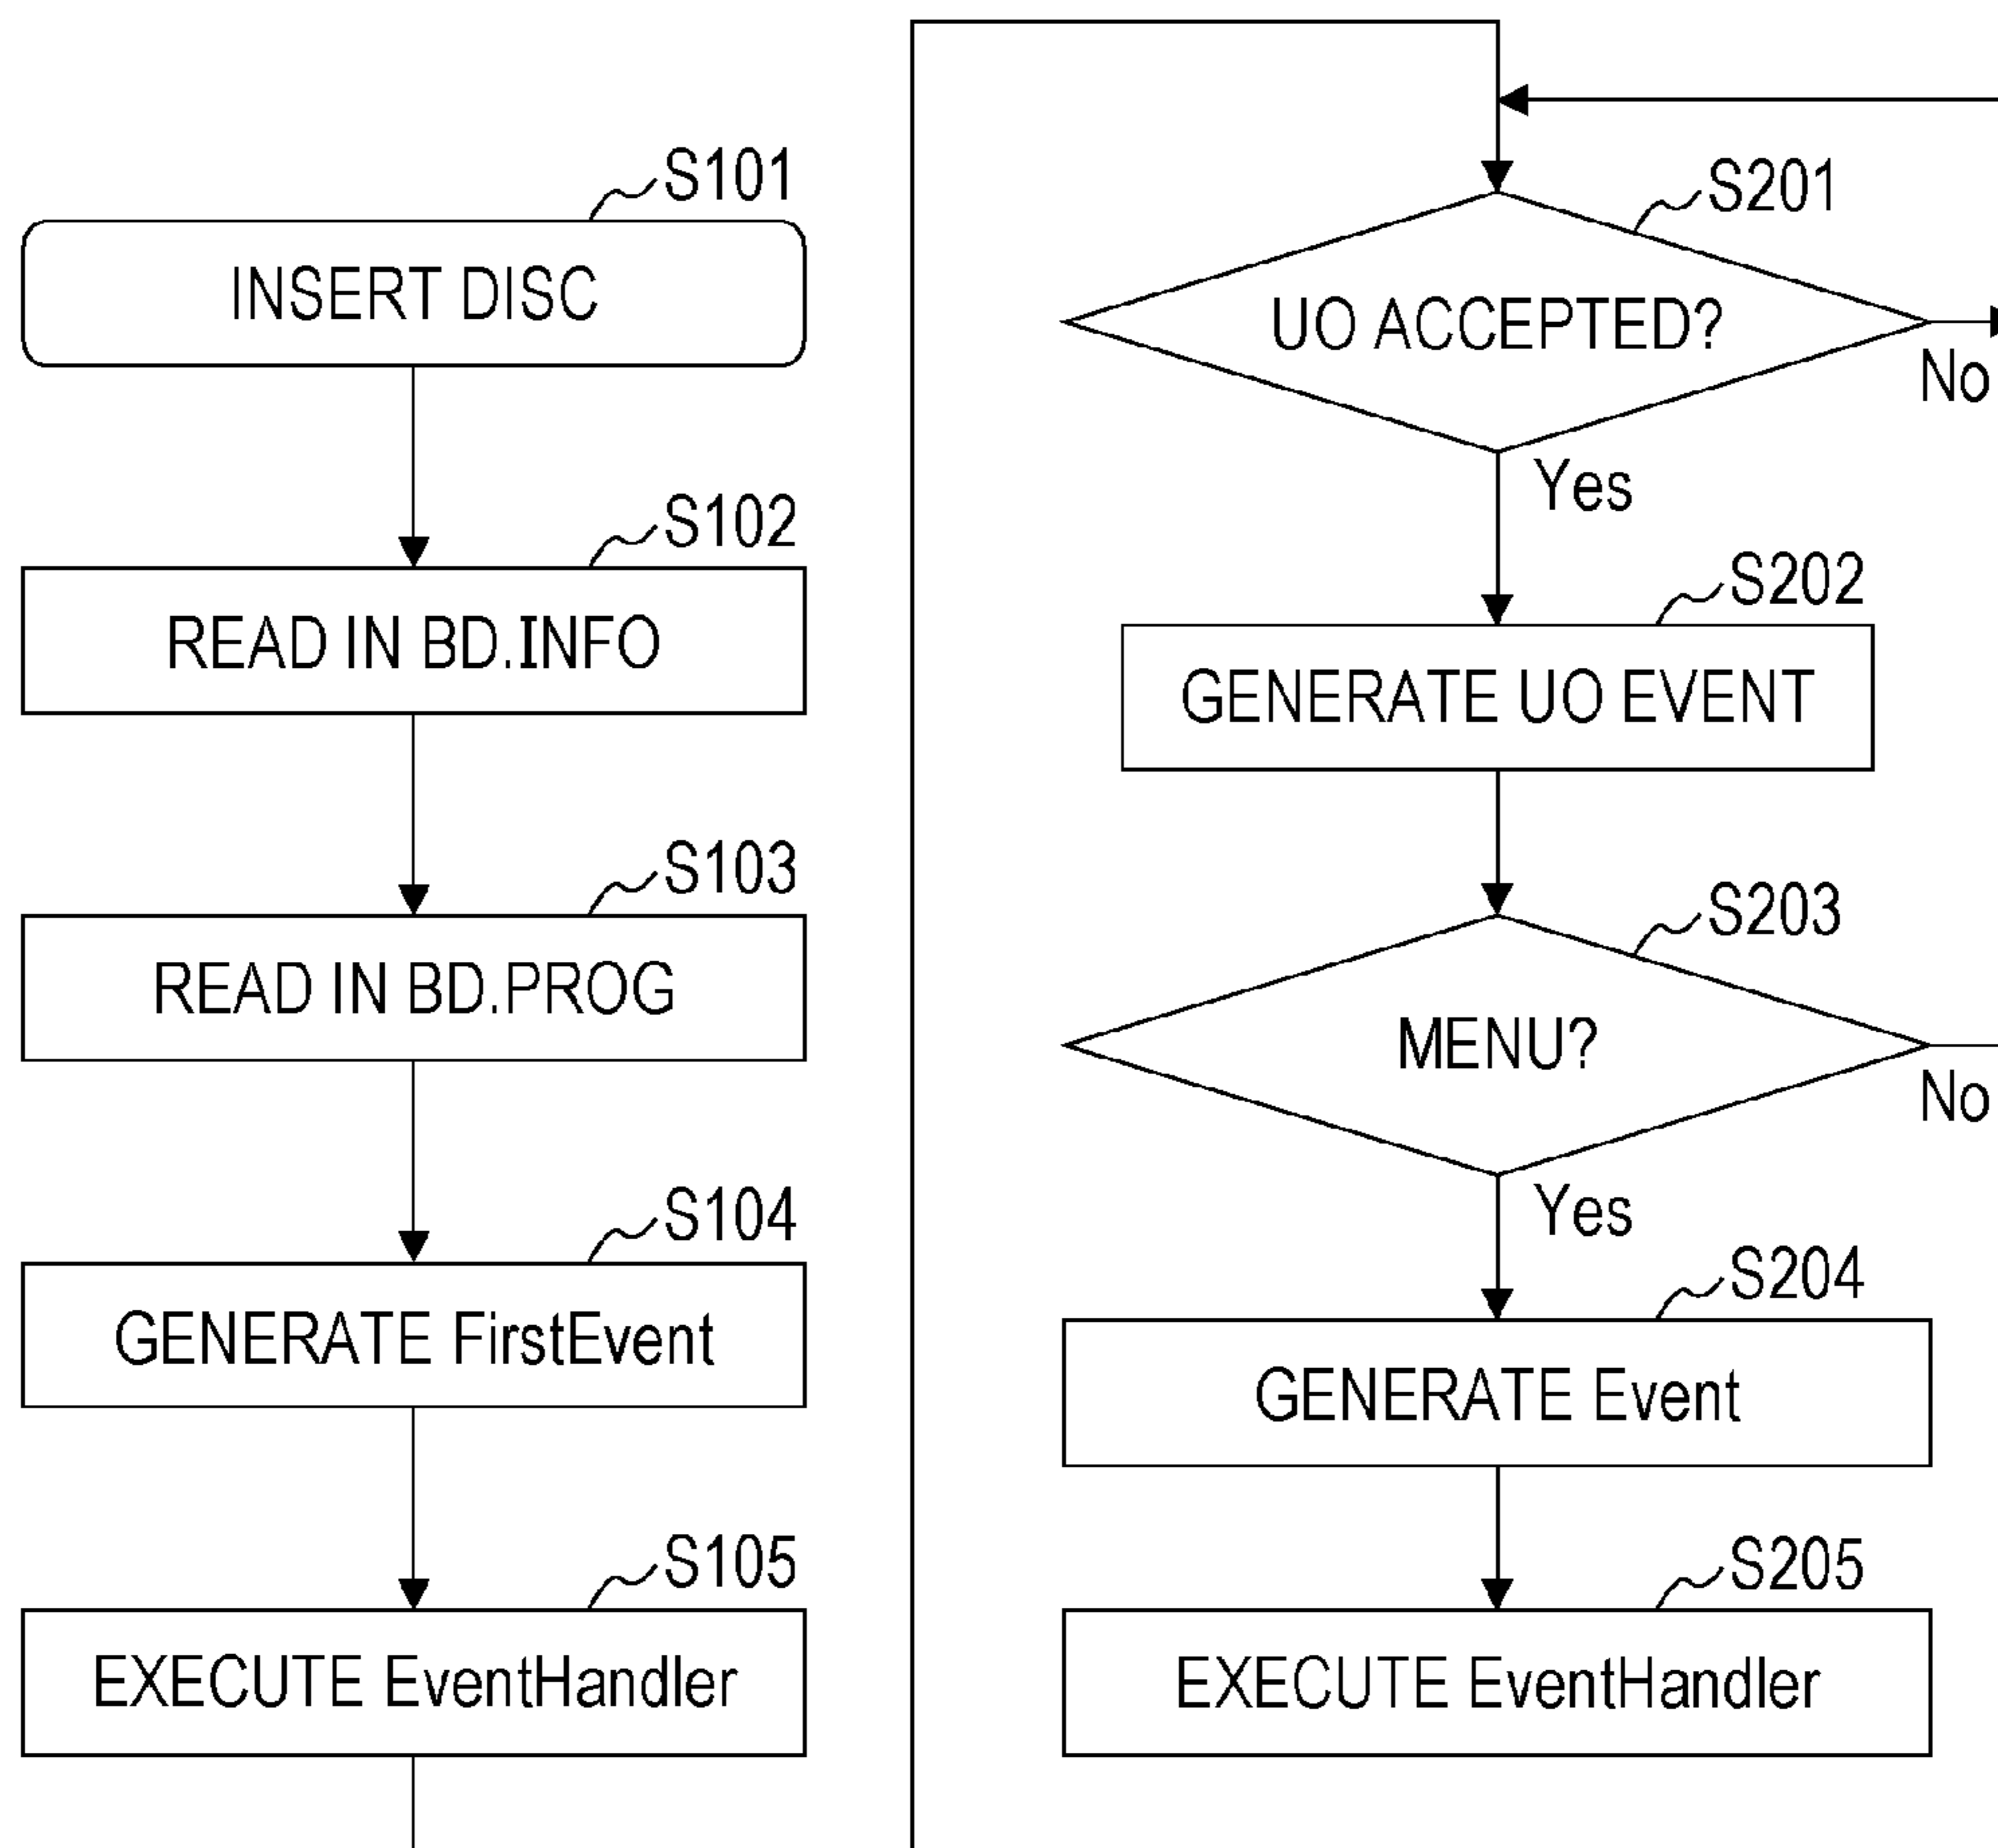 S101
INSERT DISC
S102
READ IN BD.INFO
S103
READ IN BD.PROG
S104
GENERATE FirstEvent
S105
EXECUTE EventHandler
S201
UO ACCEPTED?
No
Yes
S202
GENERATE UO EVENT
S203
MENU?
No
Yes
S204
GENERATE Event
S205
EXECUTE EventHandler